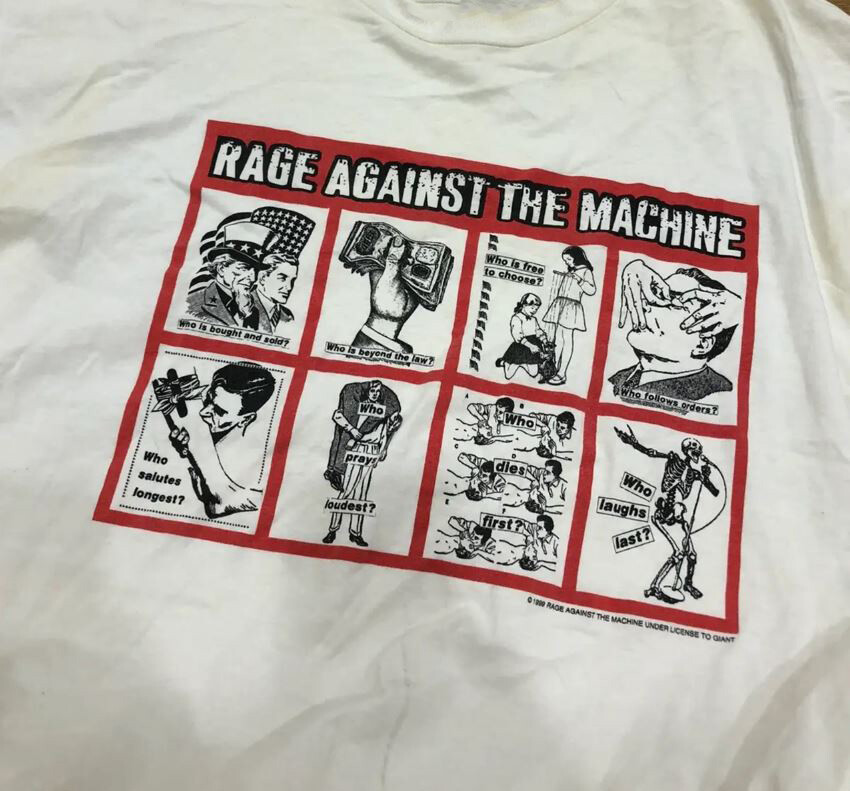 RAGE AGAINST THE MACHINE
Who is bought and sold?
Who is beyond the law?
Who is free
to choose?
Who follows orders?
Who
salutes
longest?
Who
prays
loudest?
A
B
Who
C
D
dies
E
first?
Who
laughs
last?
© 1999 RAGE AGAINST THE MACHINE UNDER LICENSE TO GIANT